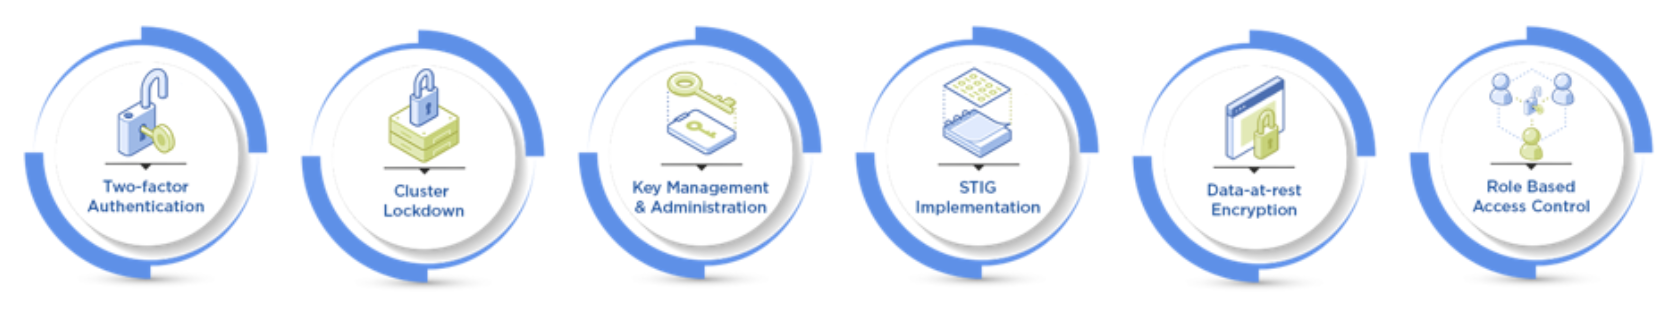 Two-factor
Authentication
Cluster
Lockdown
Key Management
& Administration
STIG
Implementation
Data-at-rest
Encryption
Role Based
Access Control